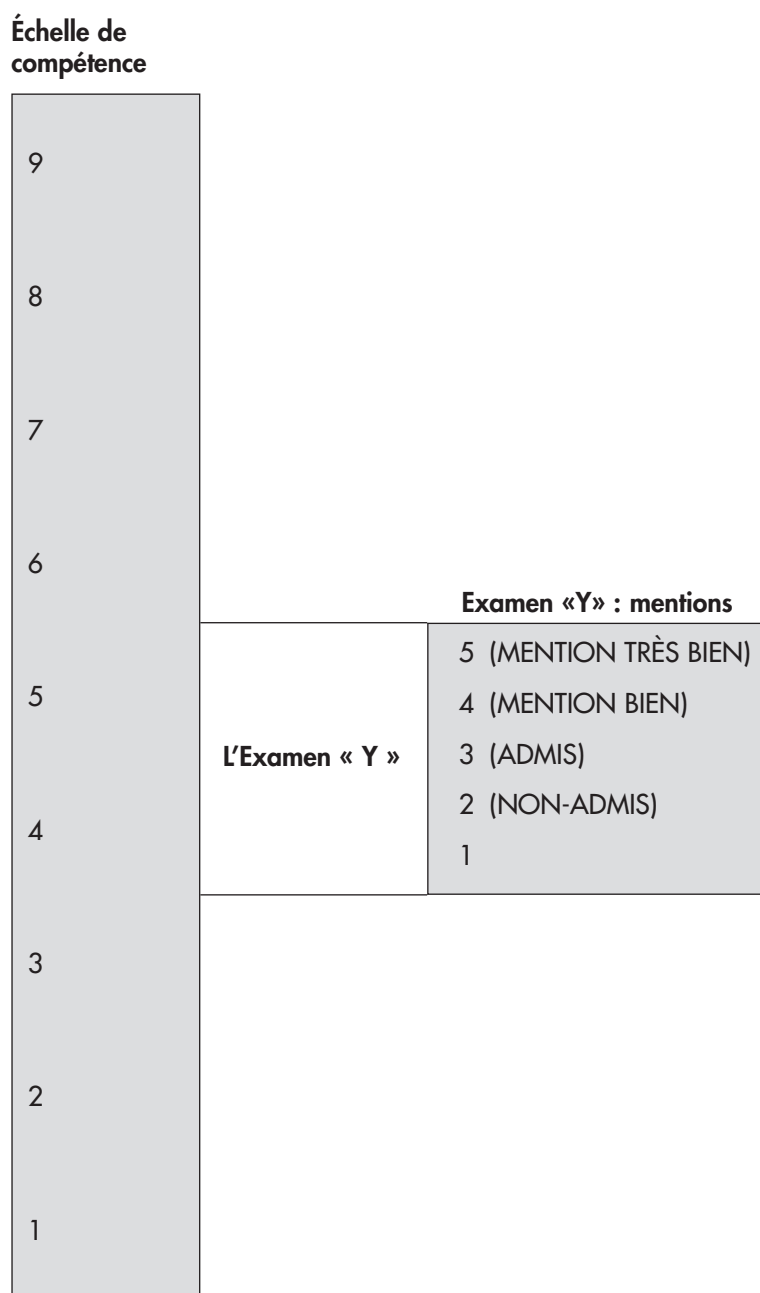 Échelle de
compétence
9
8
7
6
Examen «Y» : mentions
5 (MENTION TRÈS BIEN)
5
4 (MENTION BIEN)
L'Examen « Y »
3 (ADMIS)
2 (NON-ADMIS)
4
1
3
2
1